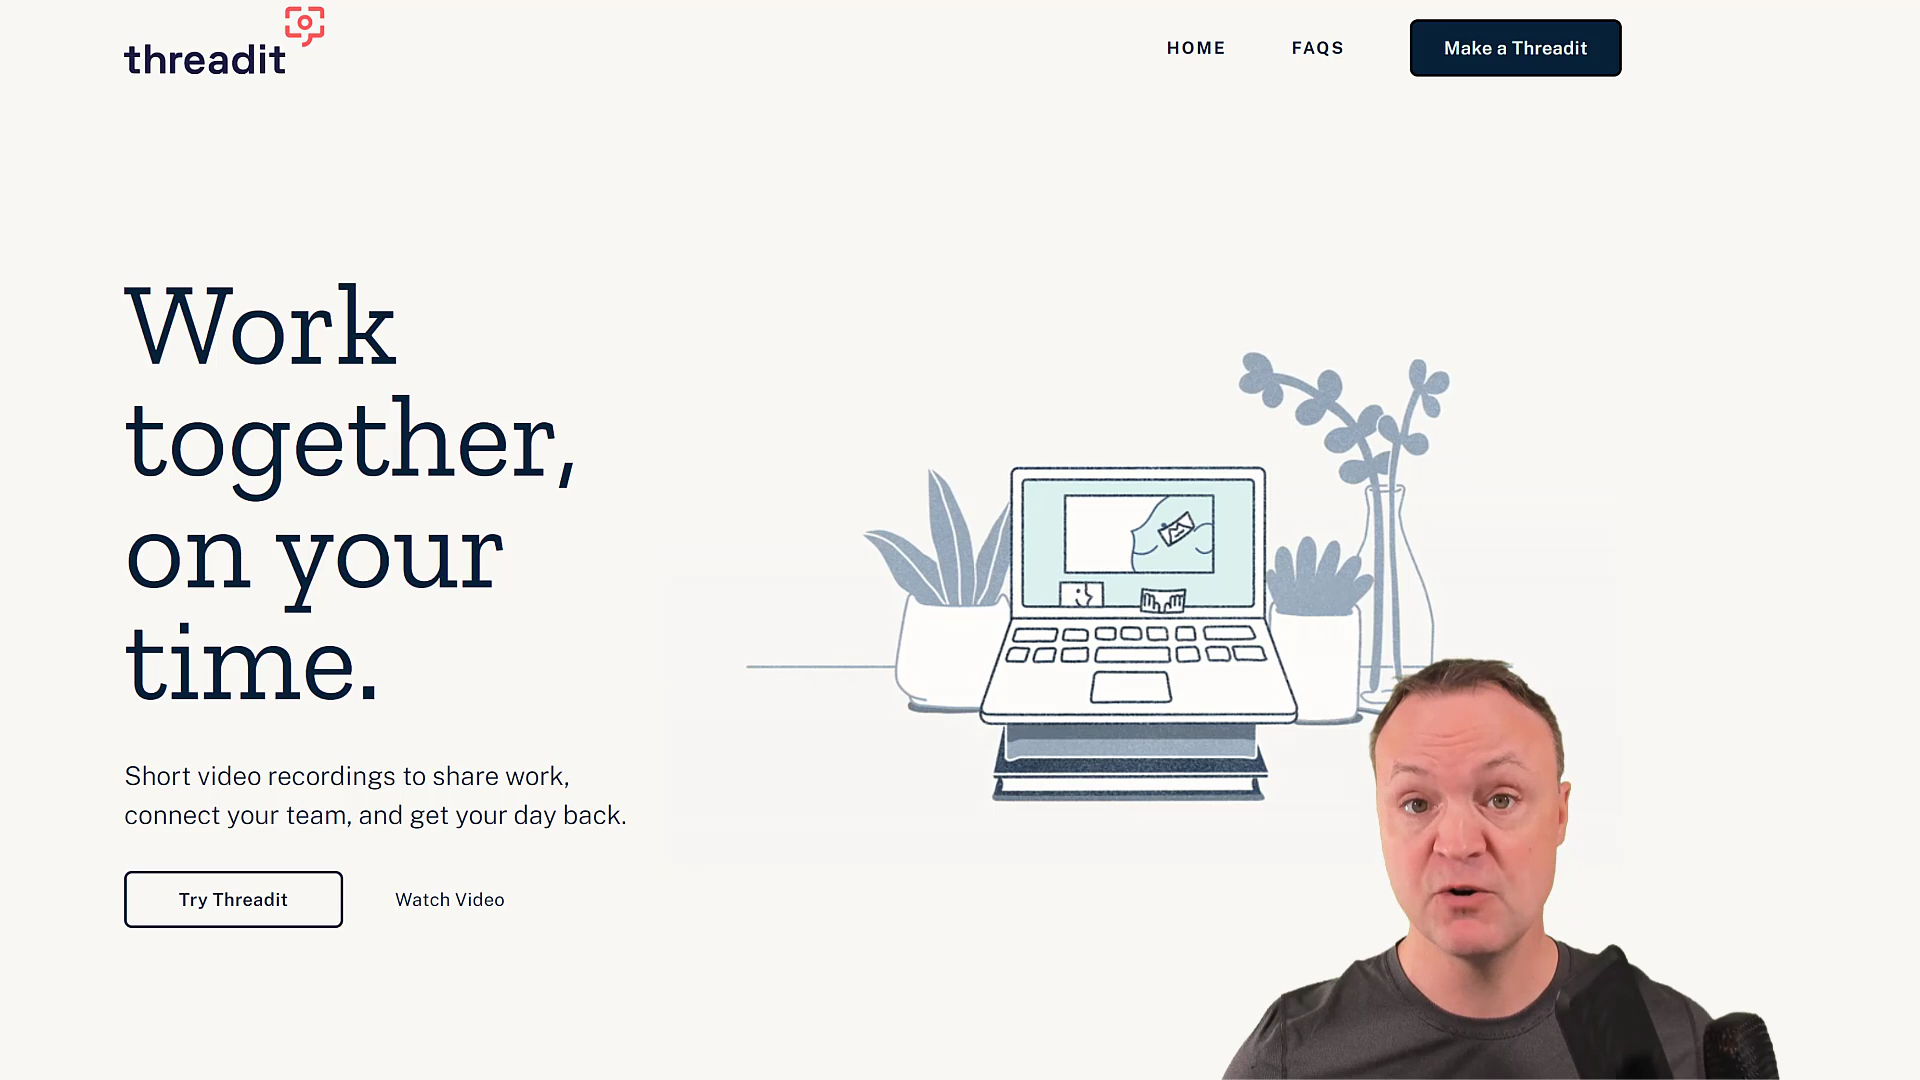 threadit
HOME
FAQS
Make a Threadit
Work
together,
on your
time.
Short video recordings to share work,
connect your team, and get your day back.
Try Threadit
Watch Video